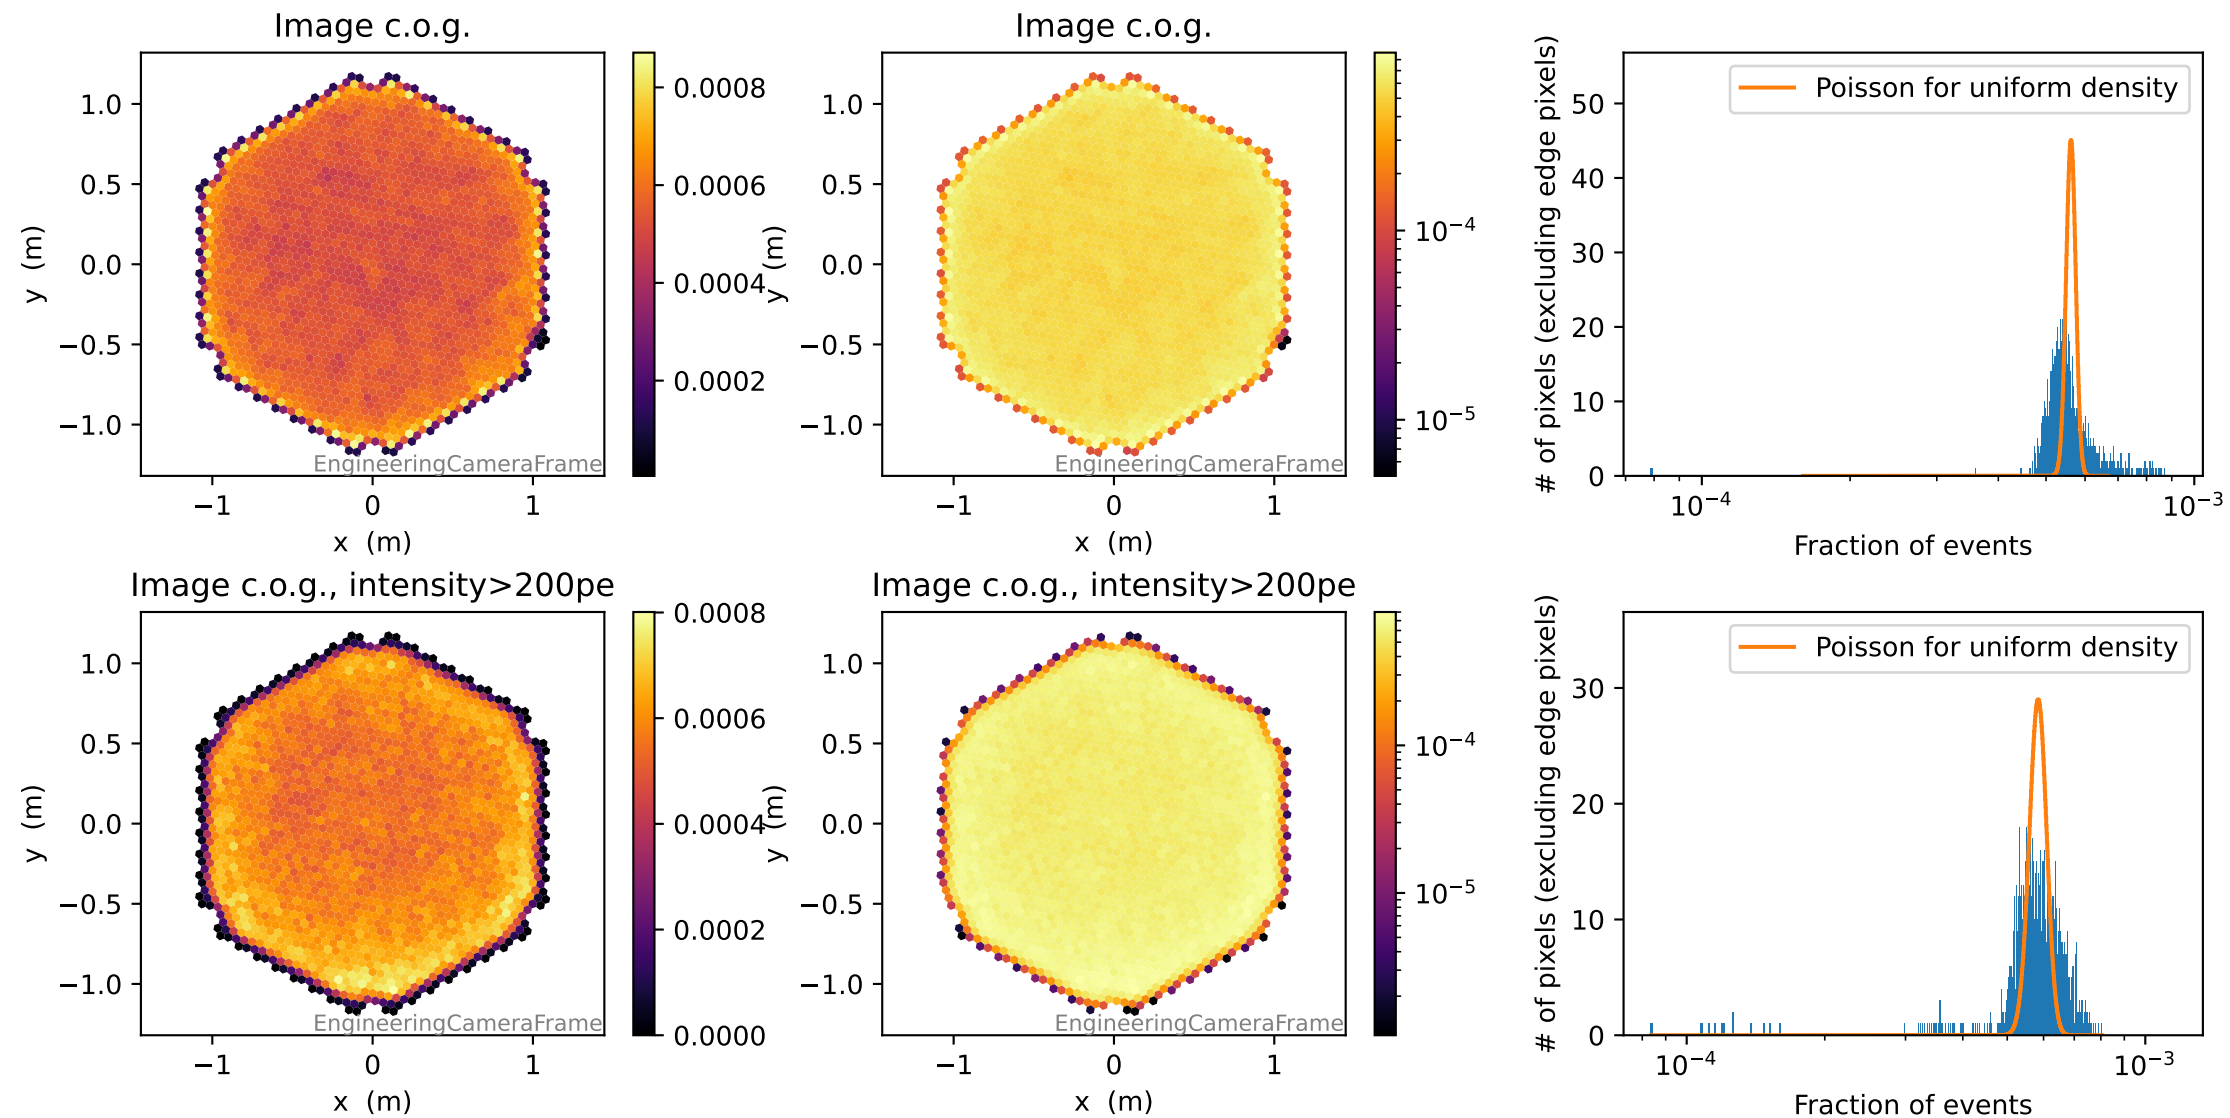 Image c.o.g.
1.0
0.5
0.0
−0.5
−1.0
y (m)
−1
0
1
x (m)
EngineeringCameraFrame
0.0008
0.0006
0.0004
0.0002
Image c.o.g.
1.0
0.5
0.0
−0.5
−1.0
y (m)
−1
0
1
x (m)
EngineeringCameraFrame
10⁻⁴
10⁻⁵
# of pixels (excluding edge pixels)
50
40
30
20
10
0
Poisson for uniform density
10⁻⁴
10⁻³
Fraction of events
Image c.o.g., intensity>200pe
1.0
0.5
0.0
−0.5
−1.0
y (m)
−1
0
1
x (m)
EngineeringCameraFrame
0.0008
0.0006
0.0004
0.0002
0.0000
Image c.o.g., intensity>200pe
1.0
0.5
0.0
−0.5
−1.0
y (m)
−1
0
1
x (m)
EngineeringCameraFrame
10⁻⁴
10⁻⁵
# of pixels (excluding edge pixels)
30
20
10
0
Poisson for uniform density
10⁻⁴
10⁻³
Fraction of events